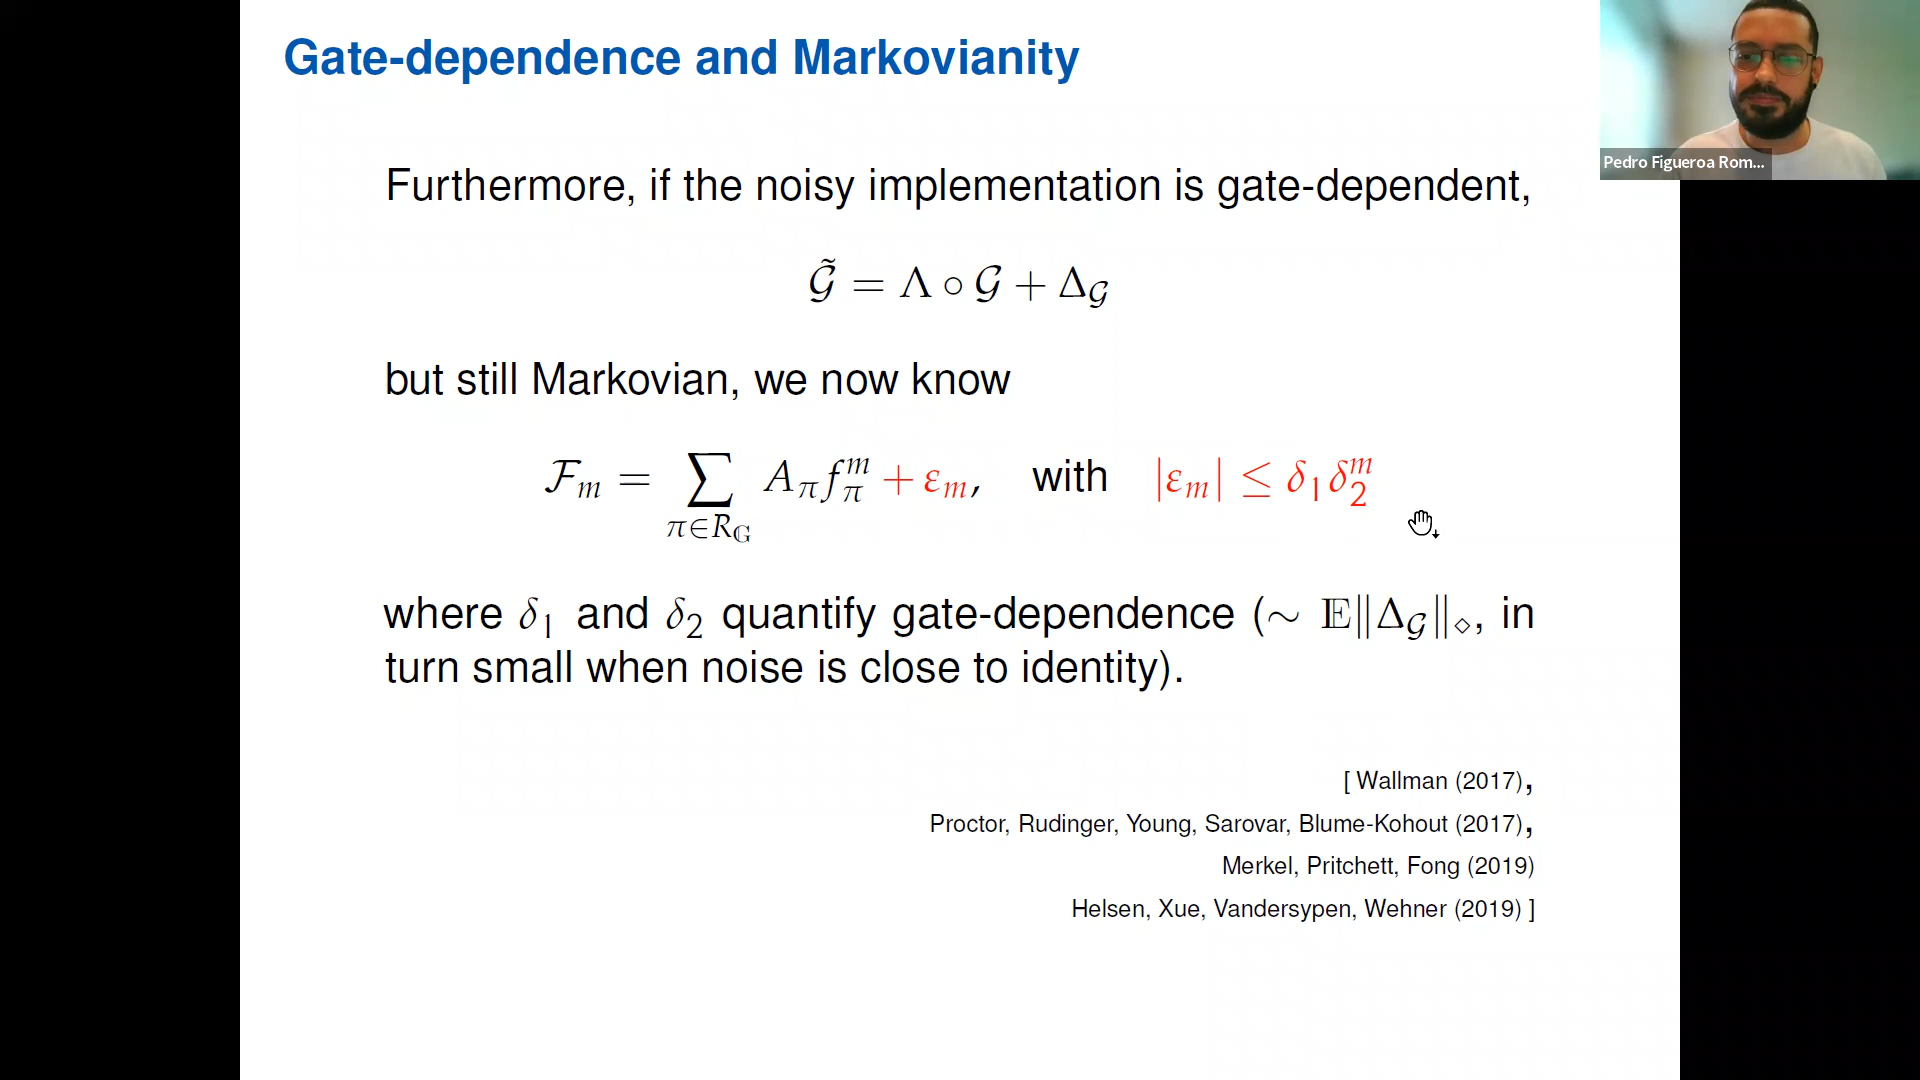 Gate-dependence and Markovianity
Pedro Figueroa Rom...
Furthermore, if the noisy implementation is gate-dependent,
𝒢̃ = Λ ∘ 𝒢 + Δ_𝒢
but still Markovian, we now know
ℱ_m = ∑_{π∈R_𝔾} A_π f_π^m + ε_m, with |ε_m| ≤ δ_1 δ_2^m
where δ_1 and δ_2 quantify gate-dependence (∼ 𝔼‖Δ_𝒢‖_⋄, in
turn small when noise is close to identity).
[ Wallman (2017),
Proctor, Rudinger, Young, Sarovar, Blume-Kohout (2017),
Merkel, Pritchett, Fong (2019)
Helsen, Xue, Vandersypen, Wehner (2019) ]